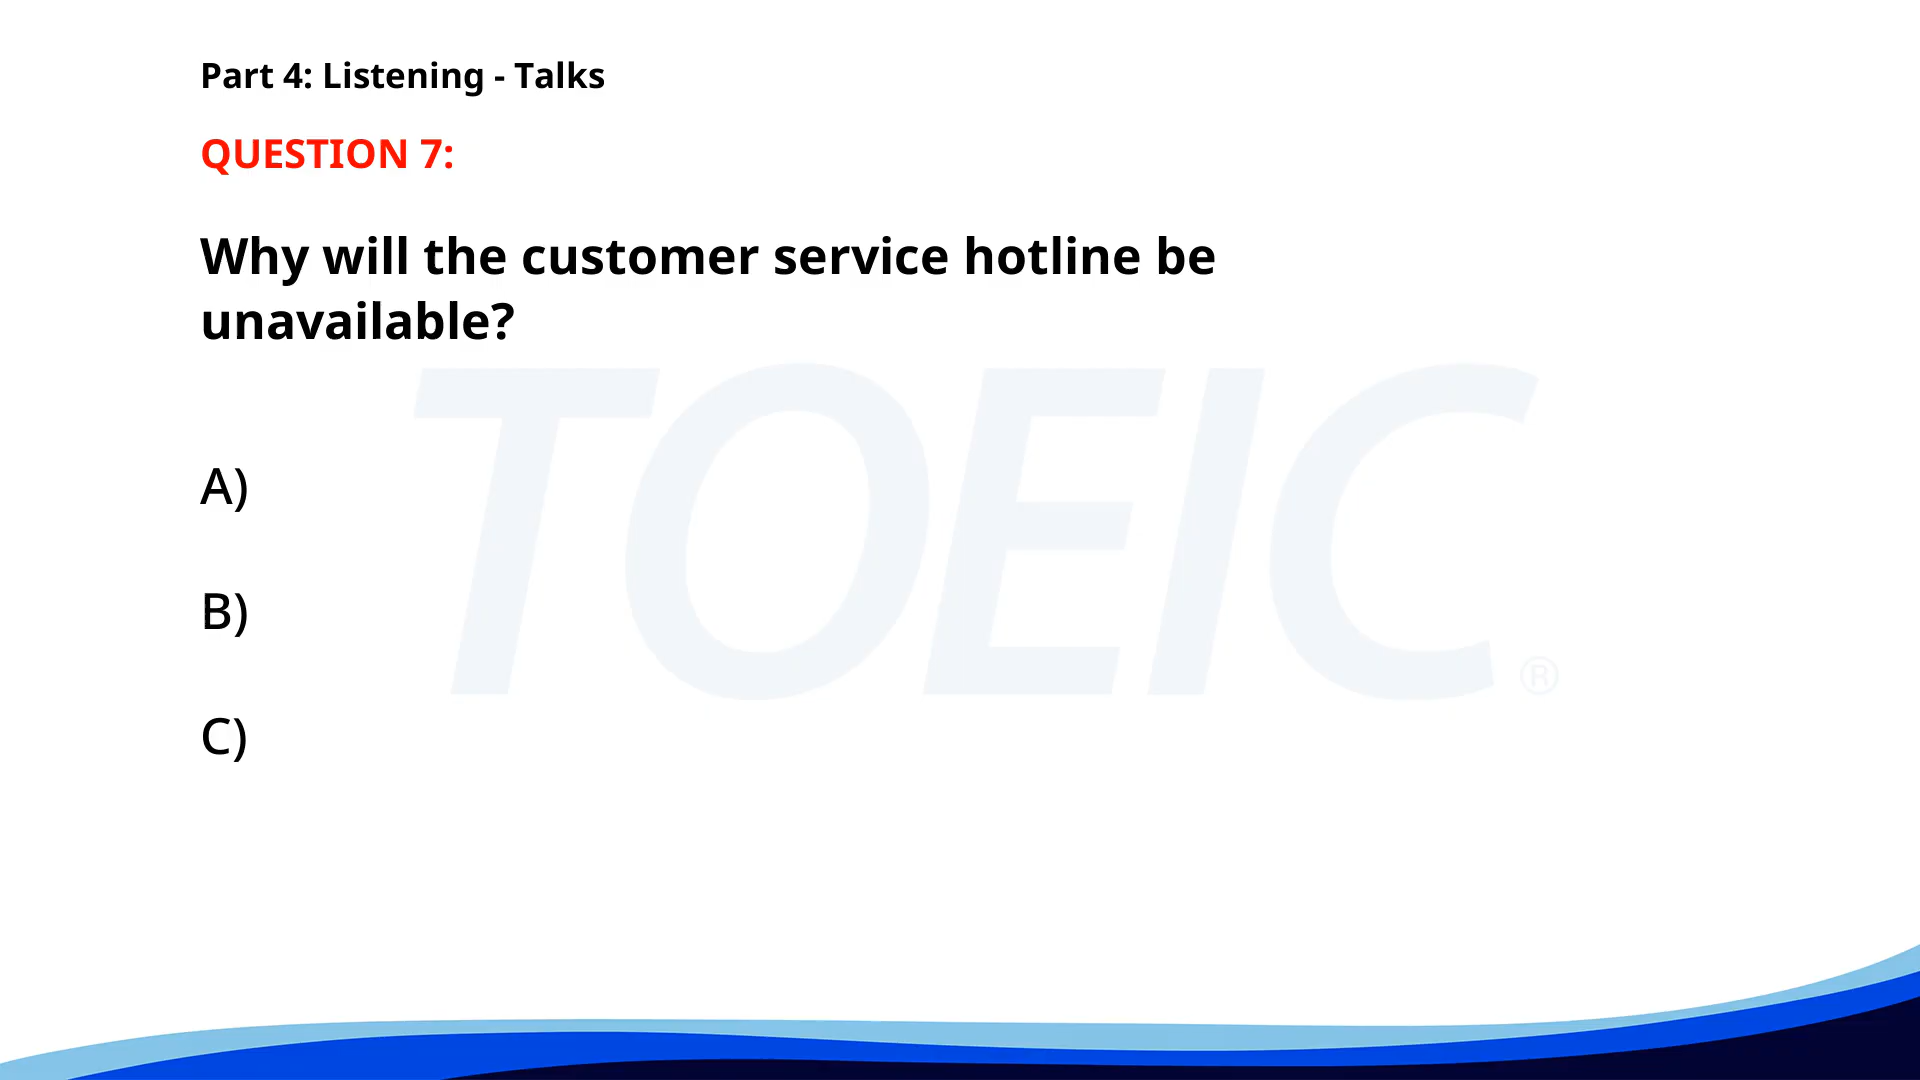 Part 4: Listening - Talks
QUESTION 7:
Why will the customer service hotline be
unavailable?
TOEIC®
A)
B)
C)